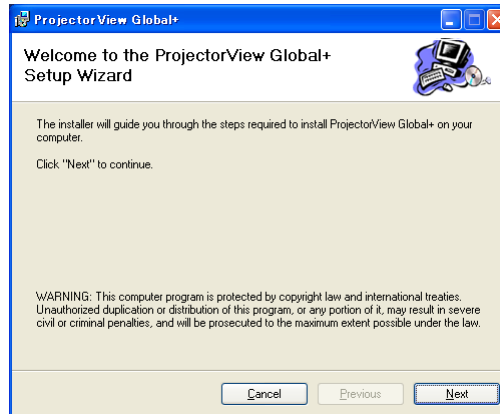 ProjectorView Global+
Welcome to the ProjectorView Global+
Setup Wizard
The installer will guide you through the steps required to install ProjectorView Global+ on your
computer.
Click "Next" to continue.
WARNING: This computer program is protected by copyright law and international treaties.
Unauthorized duplication or distribution of this program, or any portion of it, may result in severe
civil or criminal penalties, and will be prosecuted to the maximum extent possible under the law.
Cancel
Previous
Next